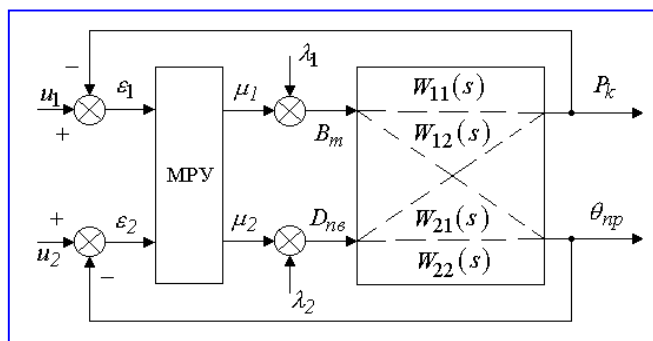 λ1
W11(s)
Pk
u1
ε1
μ1
W12(s)
+
Bm
МРУ
+
ε2
μ2
Dпв
W21(s)
θпр
u2
W22(s)
λ2
−
−